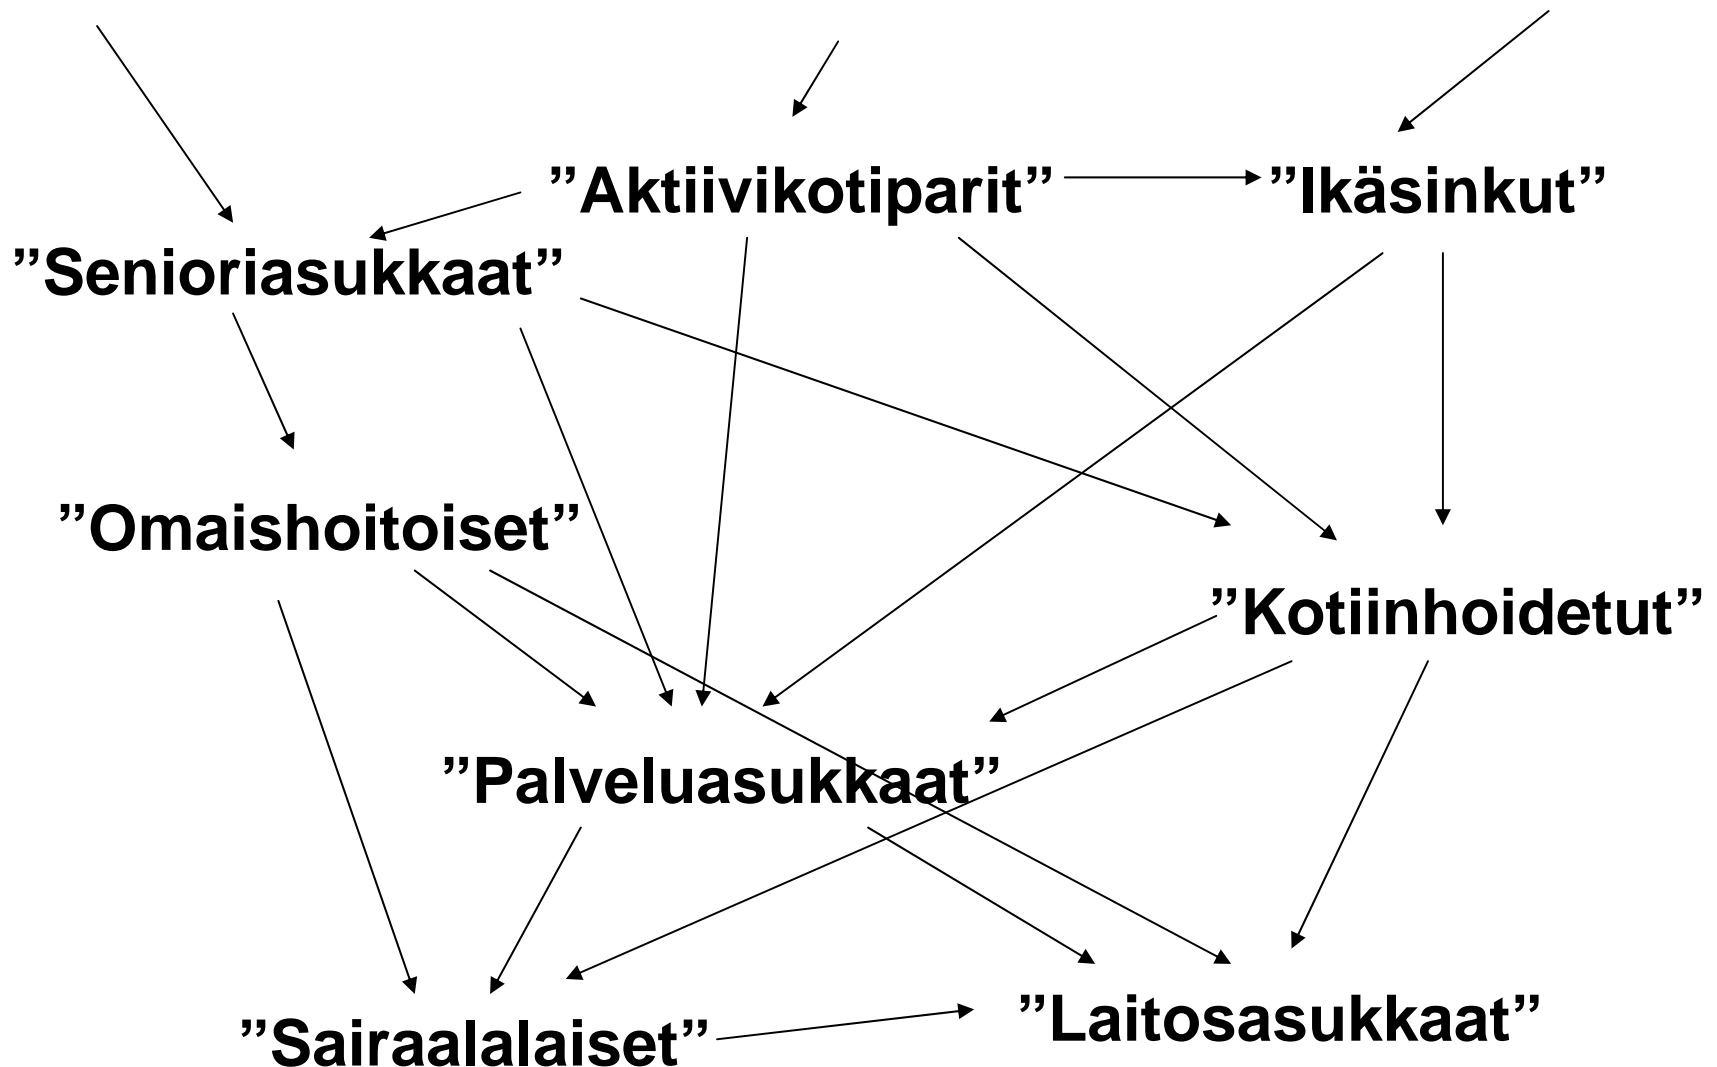 ”Aktiivikotiparit”
”Ikäsinkut”
”Senioriasukkaat”
”Omaishoitoiset”
”Kotiinhoidetut”
”Palveluasukkaat”
”Laitosasukkaat”
”Sairaalalaiset”